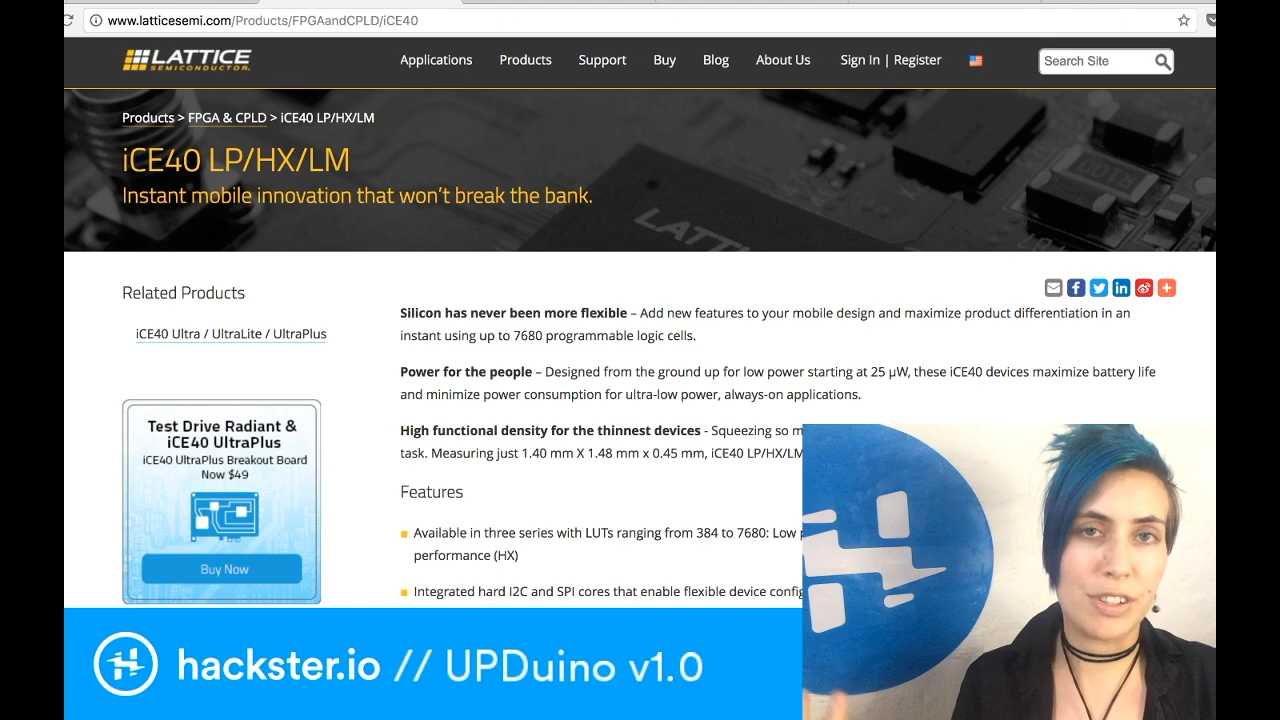 www.latticesemi.com/Products/FPGAandCPLD/iCE40
LATTICE
SEMICONDUCTOR.
Applications Products Support Buy Blog About Us Sign In | Register Search Site
Products > FPGA & CPLD > iCE40 LP/HX/LM
iCE40 LP/HX/LM
Instant mobile innovation that won't break the bank.
LATTIC
Related Products
iCE40 Ultra / UltraLite / UltraPlus
Test Drive Radiant &
iCE40 UltraPlus
iCE40 UltraPlus Breakout Board
Now $49
Buy Now
Silicon has never been more flexible – Add new features to your mobile design and maximize product differentiation in an
instant using up to 7680 programmable logic cells.
Power for the people – Designed from the ground up for low power starting at 25 µW, these iCE40 devices maximize battery life
and minimize power consumption for ultra-low power, always-on applications.
High functional density for the thinnest devices - Squeezing so m
task. Measuring just 1.40 mm X 1.48 mm x 0.45 mm, iCE40 LP/HX/LM
Features
Available in three series with LUTs ranging from 384 to 7680: Low p
performance (HX)
Integrated hard I2C and SPI cores that enable flexible device config
hackster.io // UPDuino v1.0